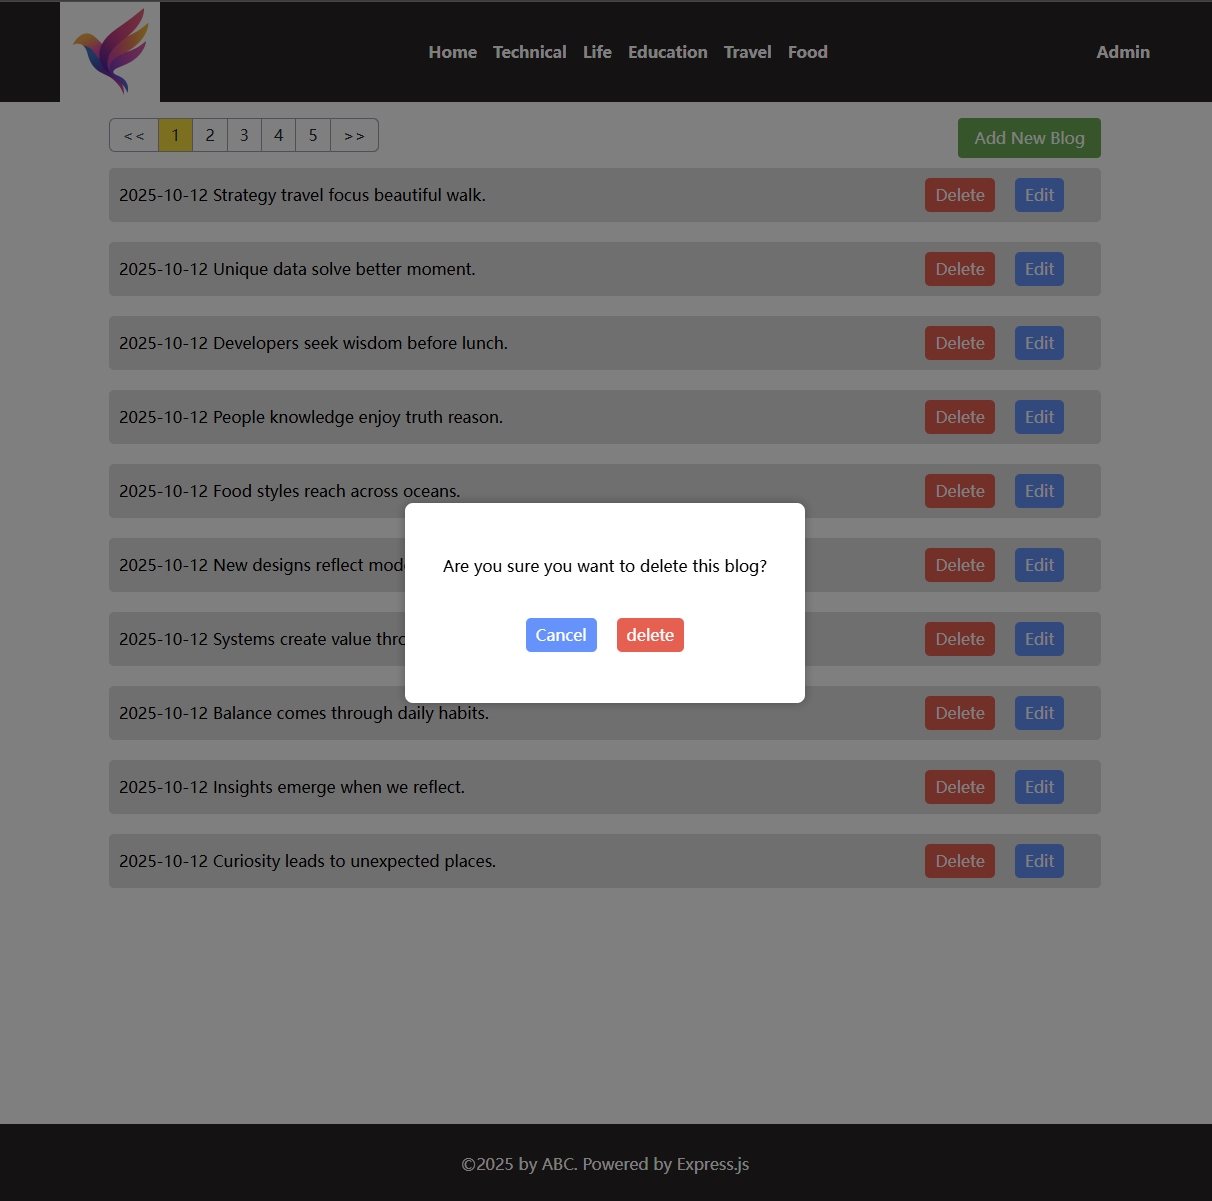 Home Technical Life Education Travel Food Admin
<< 1 2 3 4 5 >> Add New Blog
2025-10-12 Strategy travel focus beautiful walk. Delete Edit
2025-10-12 Unique data solve better moment. Delete Edit
2025-10-12 Developers seek wisdom before lunch. Delete Edit
2025-10-12 People knowledge enjoy truth reason. Delete Edit
2025-10-12 Food styles reach across oceans. Delete Edit
2025-10-12 New designs reflect Delete Edit
Are you sure you want to delete this blog?
2025-10-12 Systems create value Delete Edit
Cancel delete
2025-10-12 Balance comes through daily habits. Delete Edit
2025-10-12 Insights emerge when we reflect. Delete Edit
2025-10-12 Curiosity leads to unexpected places. Delete Edit
©2025 by ABC. Powered by Express.js